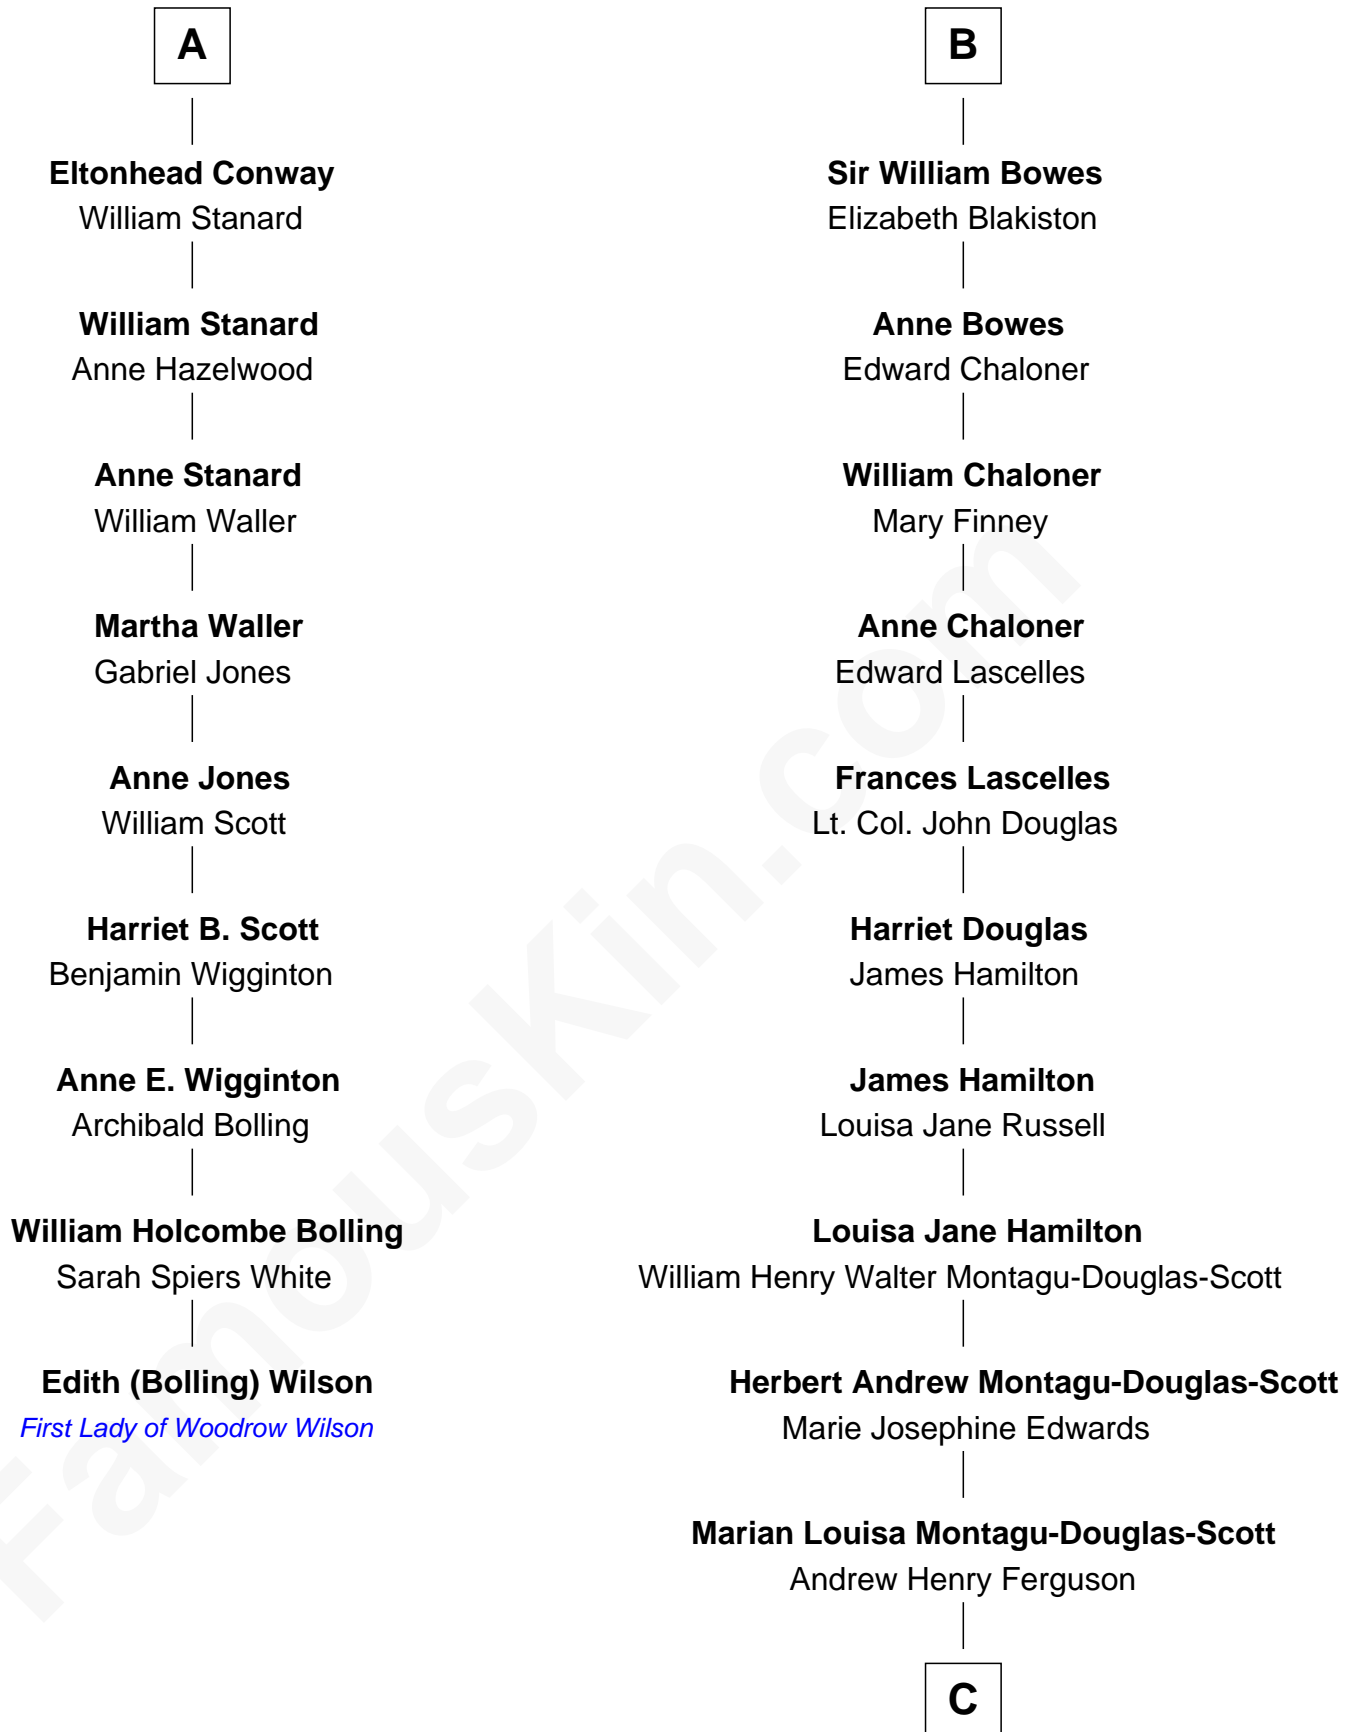 A
Eltonhead Conway
William Stanard
William Stanard
Anne Hazelwood
Anne Stanard
William Waller
Martha Waller
Gabriel Jones
Anne Jones
William Scott
Harriet B. Scott
Benjamin Wigginton
Anne E. Wigginton
Archibald Bolling
William Holcombe Bolling
Sarah Spiers White
Edith (Bolling) Wilson
First Lady of Woodrow Wilson
B
Sir William Bowes
Elizabeth Blakiston
Anne Bowes
Edward Chaloner
William Chaloner
Mary Finney
Anne Chaloner
Edward Lascelles
Frances Lascelles
Lt. Col. John Douglas
Harriet Douglas
James Hamilton
James Hamilton
Louisa Jane Russell
Louisa Jane Hamilton
William Henry Walter Montagu-Douglas-Scott
Herbert Andrew Montagu-Douglas-Scott
Marie Josephine Edwards
Marian Louisa Montagu-Douglas-Scott
Andrew Henry Ferguson
C
FamousKin.com